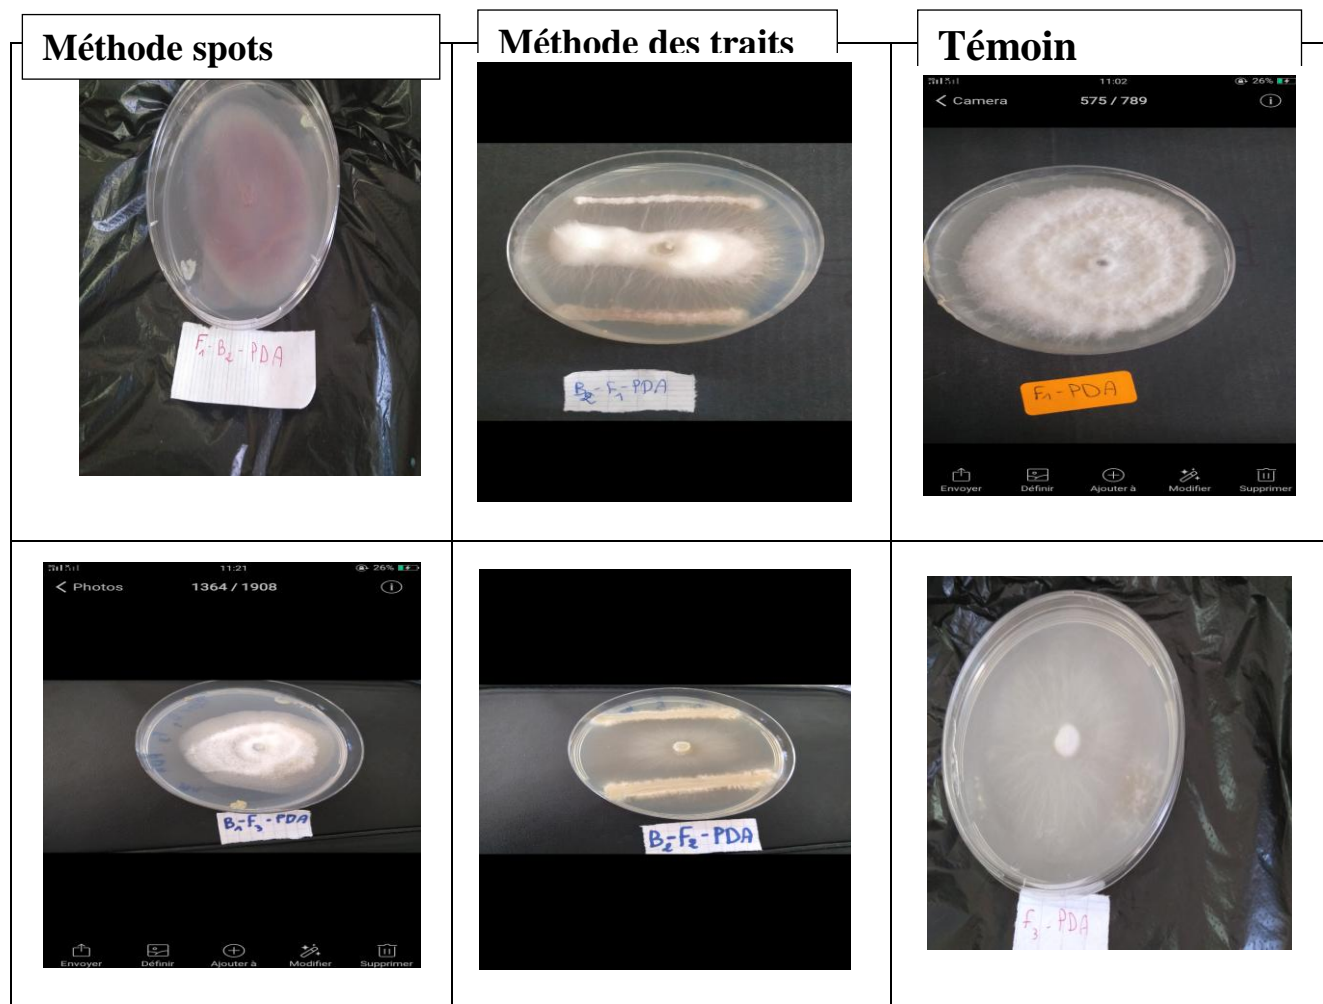 Méthode spots
Méthode des traits
Témoin
F1-B2-PDA
B2-F1-PDA
11:02
26%
Camera
575 / 789
F1-PDA
Envoyer
Définir
Ajouter à
Modifier
Supprimer
11:21
26%
Photos
1364 / 1908
B1-F3-PDA
Envoyer
Définir
Ajouter à
Modifier
Supprimer
B2-F2-PDA
F3-PDA